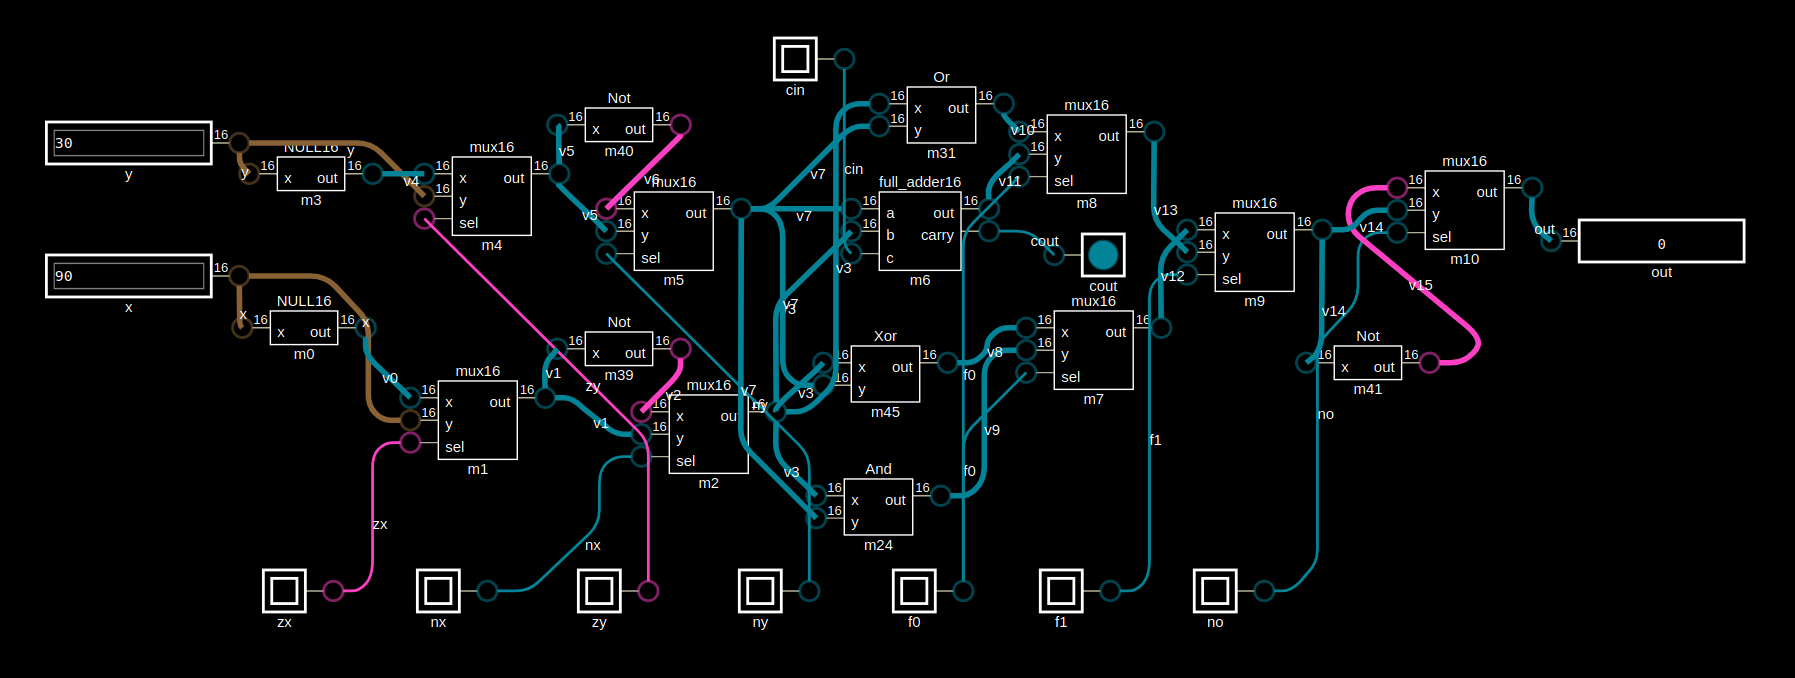 cin
Or
16 16
x out
16
y
m31
mux16
16 16
x out
16
y
sel
m8
v10
30
16
y
NULL16
y
16 16
x out
m3
y
v4
mux16
16 16
x out
16
y
sel
m4
Not
16 16
x out
m40
v5
v6
v5
mux16
16 16
x out
16
y
sel
m5
v7
v7
cin
full_adder16
16 16
a out
16
b carry
c
m6
v3
v11
cout
cout
v13
mux16
16 16
x out
16
y
sel
m9
v12
v14
mux16
16 16
x out
16
y
sel
m10
out
16
0
out
v15
90
16
x
NULL16
x
16 16
x out
m0
x
v0
mux16
16 16
x out
16
y
sel
m1
Not
16 16
x out
m39
v1
zy
v2
v1
mux16
16 16
x out
16
y
sel
m2
v7
ny
v7
v3
Xor
16 16
x out
16
y
m45
v3
v8
f0
mux16
16 16
x out
16
y
sel
m7
v14
Not
16 16
x out
m41
no
v9
f1
f0
v3
And
16 16
x out
16
y
m24
zx
nx
zx
nx
zy
ny
f0
f1
no